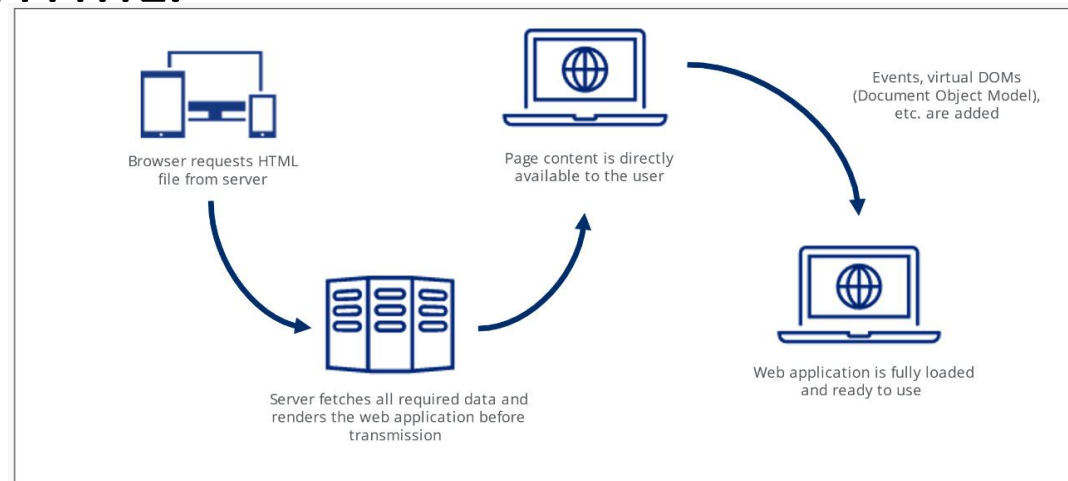 Browser requests HTML
file from server
Server fetches all required data and
renders the web application before
transmission
Page content is directly
available to the user
Events, virtual DOMs
(Document Object Model),
etc. are added
Web application is fully loaded
and ready to use